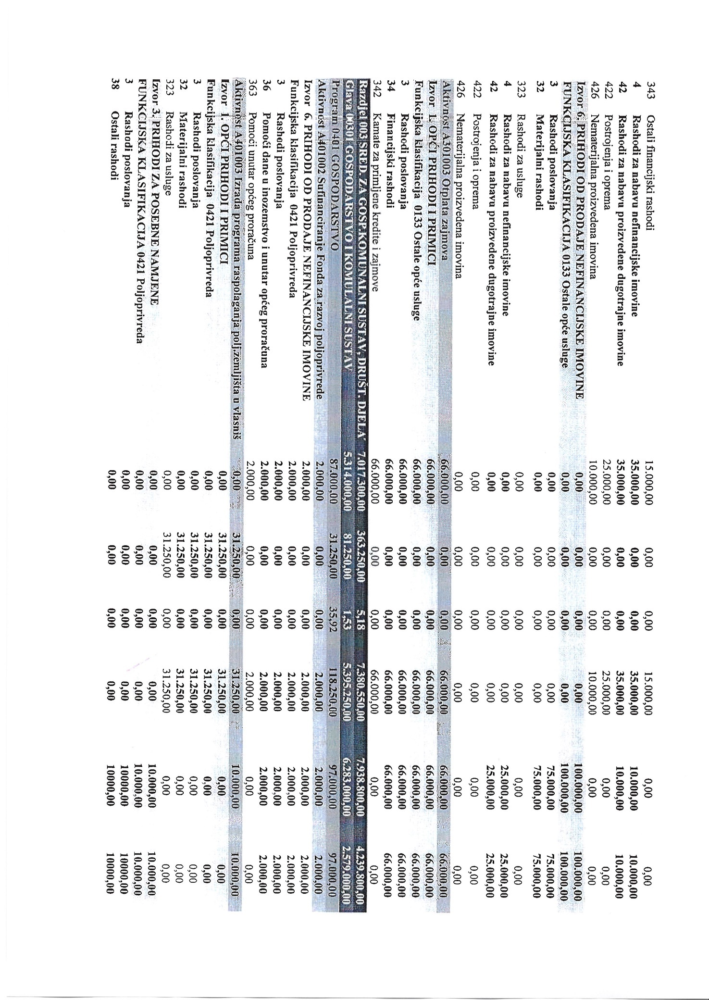 343 Ostali financijski rashodi 15.000,00 0,00 0,00 15.000,00 0,00 0,00
4 Rashodi za nabavu nefinancijske imovine 35.000,00 0,00 0,00 35.000,00 10.000,00 10.000,00
42 Rashodi za nabavu proizvedene dugotrajne imovine 35.000,00 0,00 0,00 35.000,00 10.000,00 10.000,00
422 Postrojenja i oprema 25.000,00 0,00 0,00 25.000,00 0,00 0,00
426 Nematerijalna proizvedena imovina 10.000,00 0,00 0,00 10.000,00 0,00 0,00
Izvor 6. PRIHODI OD PRODAJE NEFINANCIJSKE IMOVINE 0,00 0,00 0,00 0,00 100.000,00 100.000,00
FUNKCIJSKA KLASIFIKACIJA 0133 Ostale opće usluge 0,00 0,00 0,00 0,00 100.000,00 100.000,00
3 Rashodi poslovanja 0,00 0,00 0,00 0,00 75.000,00 75.000,00
32 Materijalni rashodi 0,00 0,00 0,00 0,00 75.000,00 75.000,00
323 Rashodi za usluge 0,00 0,00 0,00 0,00 0,00 0,00
4 Rashodi za nabavu nefinancijske imovine 0,00 0,00 0,00 0,00 25.000,00 25.000,00
42 Rashodi za nabavu proizvedene dugotrajne imovine 0,00 0,00 0,00 0,00 25.000,00 25.000,00
422 Postrojenja i oprema 0,00 0,00 0,00 0,00 0,00 0,00
426 Nematerijalna proizvedena imovina 0,00 0,00 0,00 0,00 0,00 0,00
Aktivnost A301003 Otplata zajmova 66.000,00 0,00 0,00 66.000,00 66.000,00 66.000,00
Izvor 1. OPĆI PRIHODI I PRIMICI 66.000,00 0,00 0,00 66.000,00 66.000,00 66.000,00
Funkcijska klasifikacija 0133 Ostale opće usluge 66.000,00 0,00 0,00 66.000,00 66.000,00 66.000,00
3 Rashodi poslovanja 66.000,00 0,00 0,00 66.000,00 66.000,00 66.000,00
34 Financijski rashodi 66.000,00 0,00 0,00 66.000,00 66.000,00 66.000,00
342 Kamate za primljene kredite i zajmove 66.000,00 0,00 0,00 66.000,00 0,00 0,00
Razdjel 003 SRED. ZA GOSP.KOMUNALNI SUSTAV, DRUŠT. DJELA 7.017.300,00 363.250,00 5,18 7.380.550,00 7.938.800,00 4.239.800,00
Glava 00301 GOSPODARSTVO I KOMULALNI SUSTAV 5.314.000,00 81.250,00 1,53 5.395.250,00 6.283.000,00 2.579.000,00
Program 0401 GOSPODARSTVO 87.000,00 31.250,00 35,92 118.250,00 97.000,00 97.000,00
Aktivnost A401002 Sufinanciranje Fonda za razvoj poljoprivrede 2.000,00 0,00 0,00 2.000,00 2.000,00 2.000,00
Izvor 6. PRIHODI OD PRODAJE NEFINANCIJSKE IMOVINE 2.000,00 0,00 0,00 2.000,00 2.000,00 2.000,00
Funkcijska klasifikacija 0421 Poljoprivreda 2.000,00 0,00 0,00 2.000,00 2.000,00 2.000,00
3 Rashodi poslovanja 2.000,00 0,00 0,00 2.000,00 2.000,00 2.000,00
36 Pomoći dane u inozemstvo i unutar općeg proračuna 2.000,00 0,00 0,00 2.000,00 2.000,00 2.000,00
363 Pomoći unutar općeg proračuna 2.000,00 0,00 0,00 2.000,00 0,00 0,00
Aktivnost A401003 Izrada programa raspolaganja polj.zemljišta u vlasniš 0,00 31.250,00 0,00 31.250,00 10.000,00 10.000,00
Izvor 1. OPĆI PRIHODI I PRIMICI 0,00 31.250,00 0,00 31.250,00 0,00 0,00
Funkcijska klasifikacija 0421 Poljoprivreda 0,00 31.250,00 0,00 31.250,00 0,00 0,00
3 Rashodi poslovanja 0,00 31.250,00 0,00 31.250,00 0,00 0,00
32 Materijalni rashodi 0,00 31.250,00 0,00 31.250,00 0,00 0,00
323 Rashodi za usluge 0,00 31.250,00 0,00 31.250,00 0,00 0,00
Izvor 3. PRIHODI ZA POSEBNE NAMJENE 0,00 0,00 0,00 0,00 10.000,00 10.000,00
FUNKCIJSKA KLASIFIKACIJA 0421 Poljoprivreda 0,00 0,00 0,00 0,00 10.000,00 10.000,00
3 Rashodi poslovanja 0,00 0,00 0,00 0,00 10000,00 10000,00
38 Ostali rashodi 0,00 0,00 0,00 0,00 10000,00 10000,00